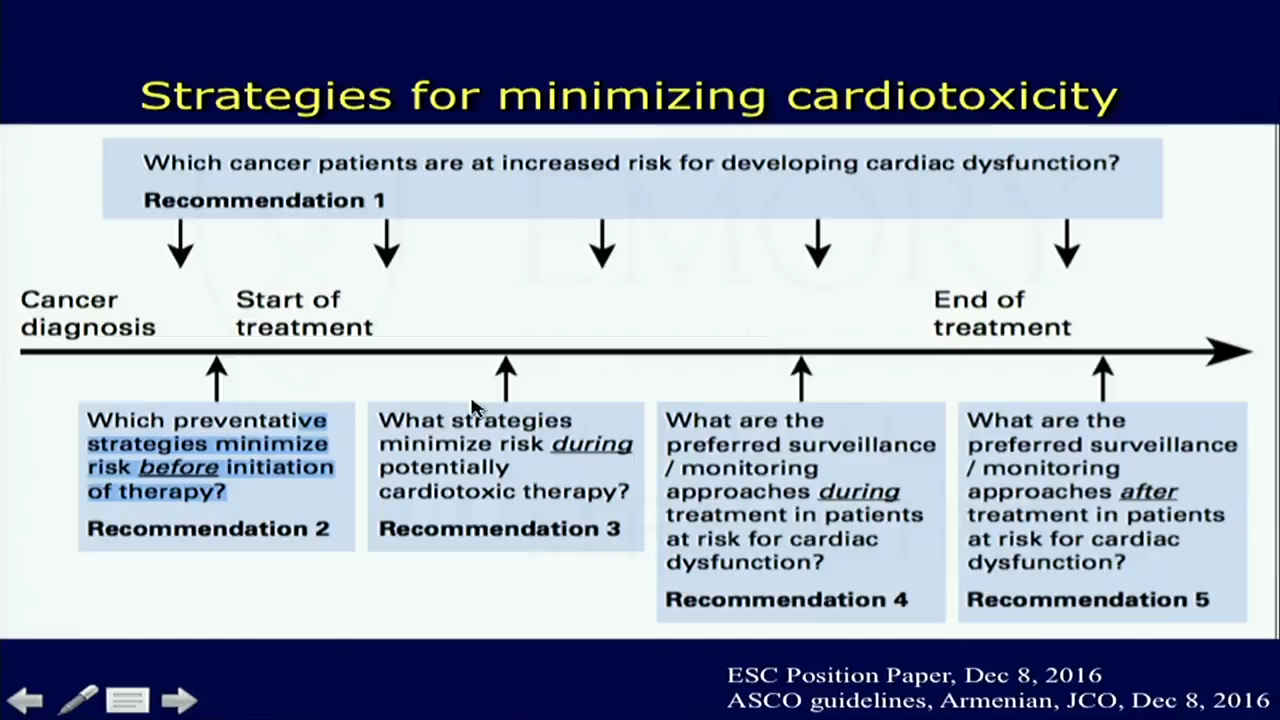 Strategies for minimizing cardiotoxicity
Which cancer patients are at increased risk for developing cardiac dysfunction?
Recommendation 1
Cancer
diagnosis
Start of
treatment
End of
treatment
Which preventative
strategies minimize
risk before initiation
of therapy?
Recommendation 2
What strategies
minimize risk during
potentially
cardiotoxic therapy?
Recommendation 3
What are the
preferred surveillance
/ monitoring
approaches during
treatment in patients
at risk for cardiac
dysfunction?
Recommendation 4
What are the
preferred surveillance
/ monitoring
approaches after
treatment in patients
at risk for cardiac
dysfunction?
Recommendation 5
ESC Position Paper, Dec 8, 2016
ASCO guidelines, Armenian, JCO, Dec 8, 2016
EMORY